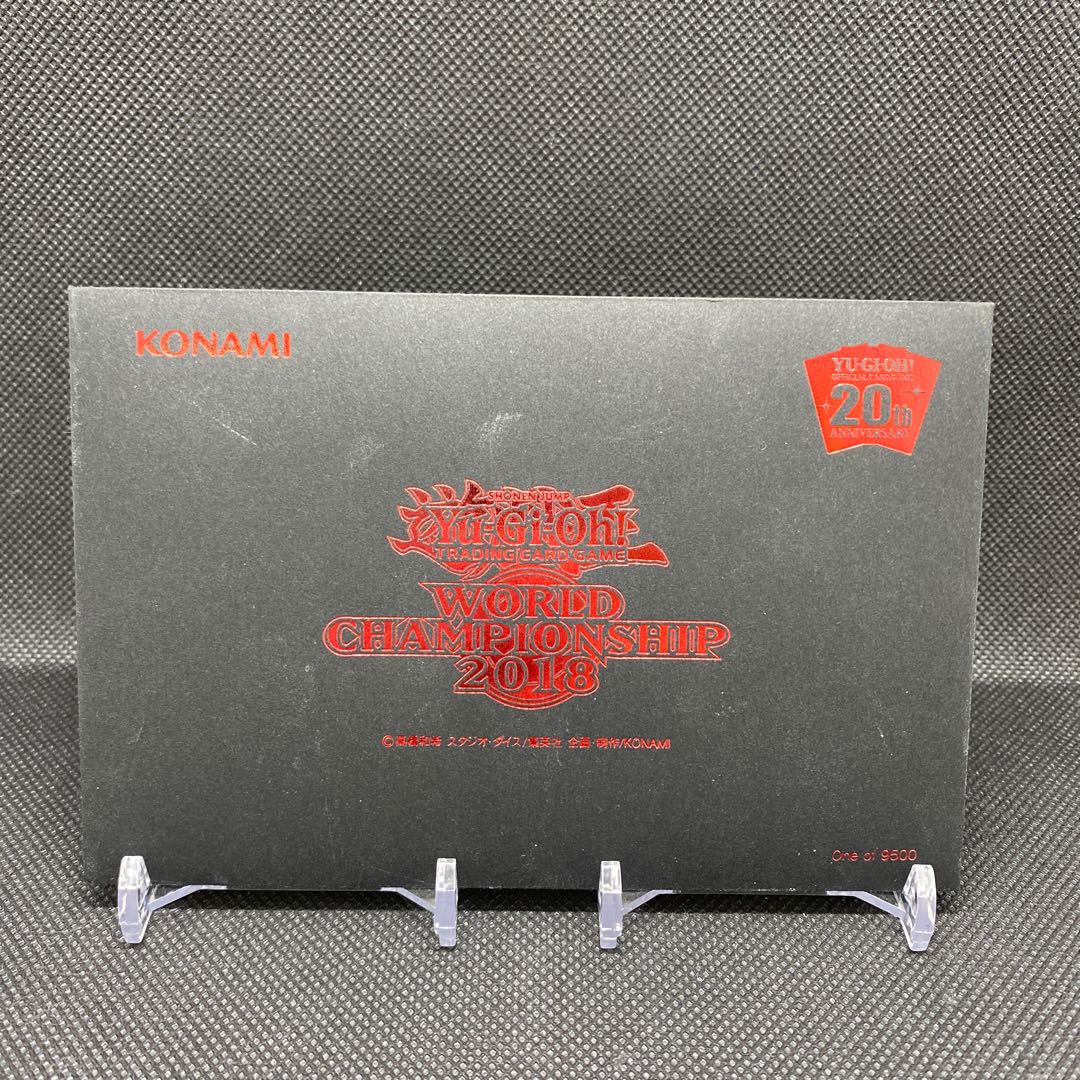 KONAMI
YU-GI-OH!
OFFICIAL CARD GAME
20th
ANNIVERSARY
SHONEN JUMP
Yu-Gi-Oh!
TRADING CARD GAME
WORLD
CHAMPIONSHIP
2018
©高橋和希 スタジオ・ダイス/集英社 企画・制作/KONAMI
One of 9500